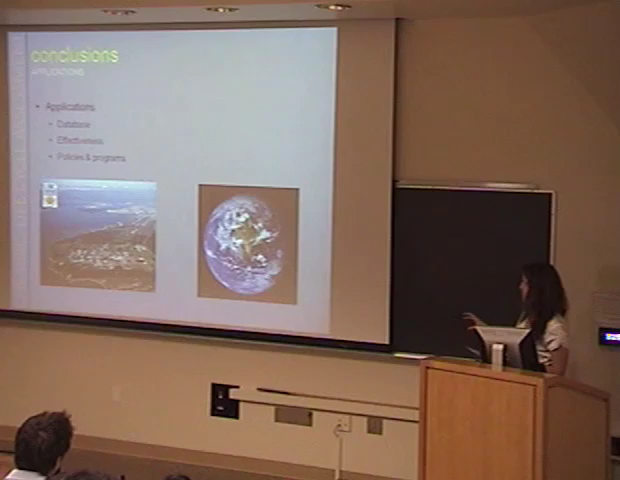 conclusions
APPLICATIONS
• Applications
• Database
• Effectiveness
• Policies & programs